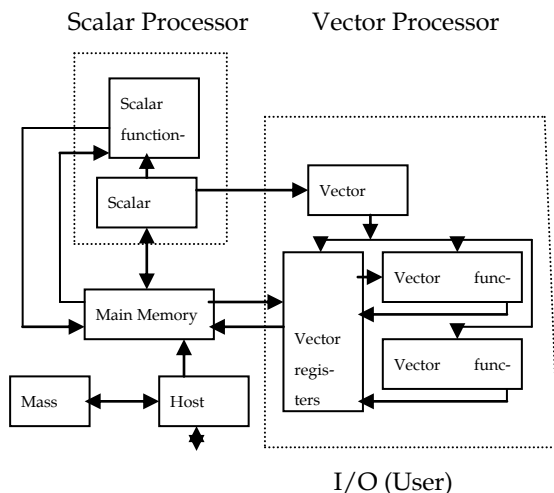 Scalar Processor
Vector Processor
Scalar
function-
Scalar
Vector
Main Memory
Vector
regis-
ters
Vector func-
Vector func-
Mass
Host
I/O (User)